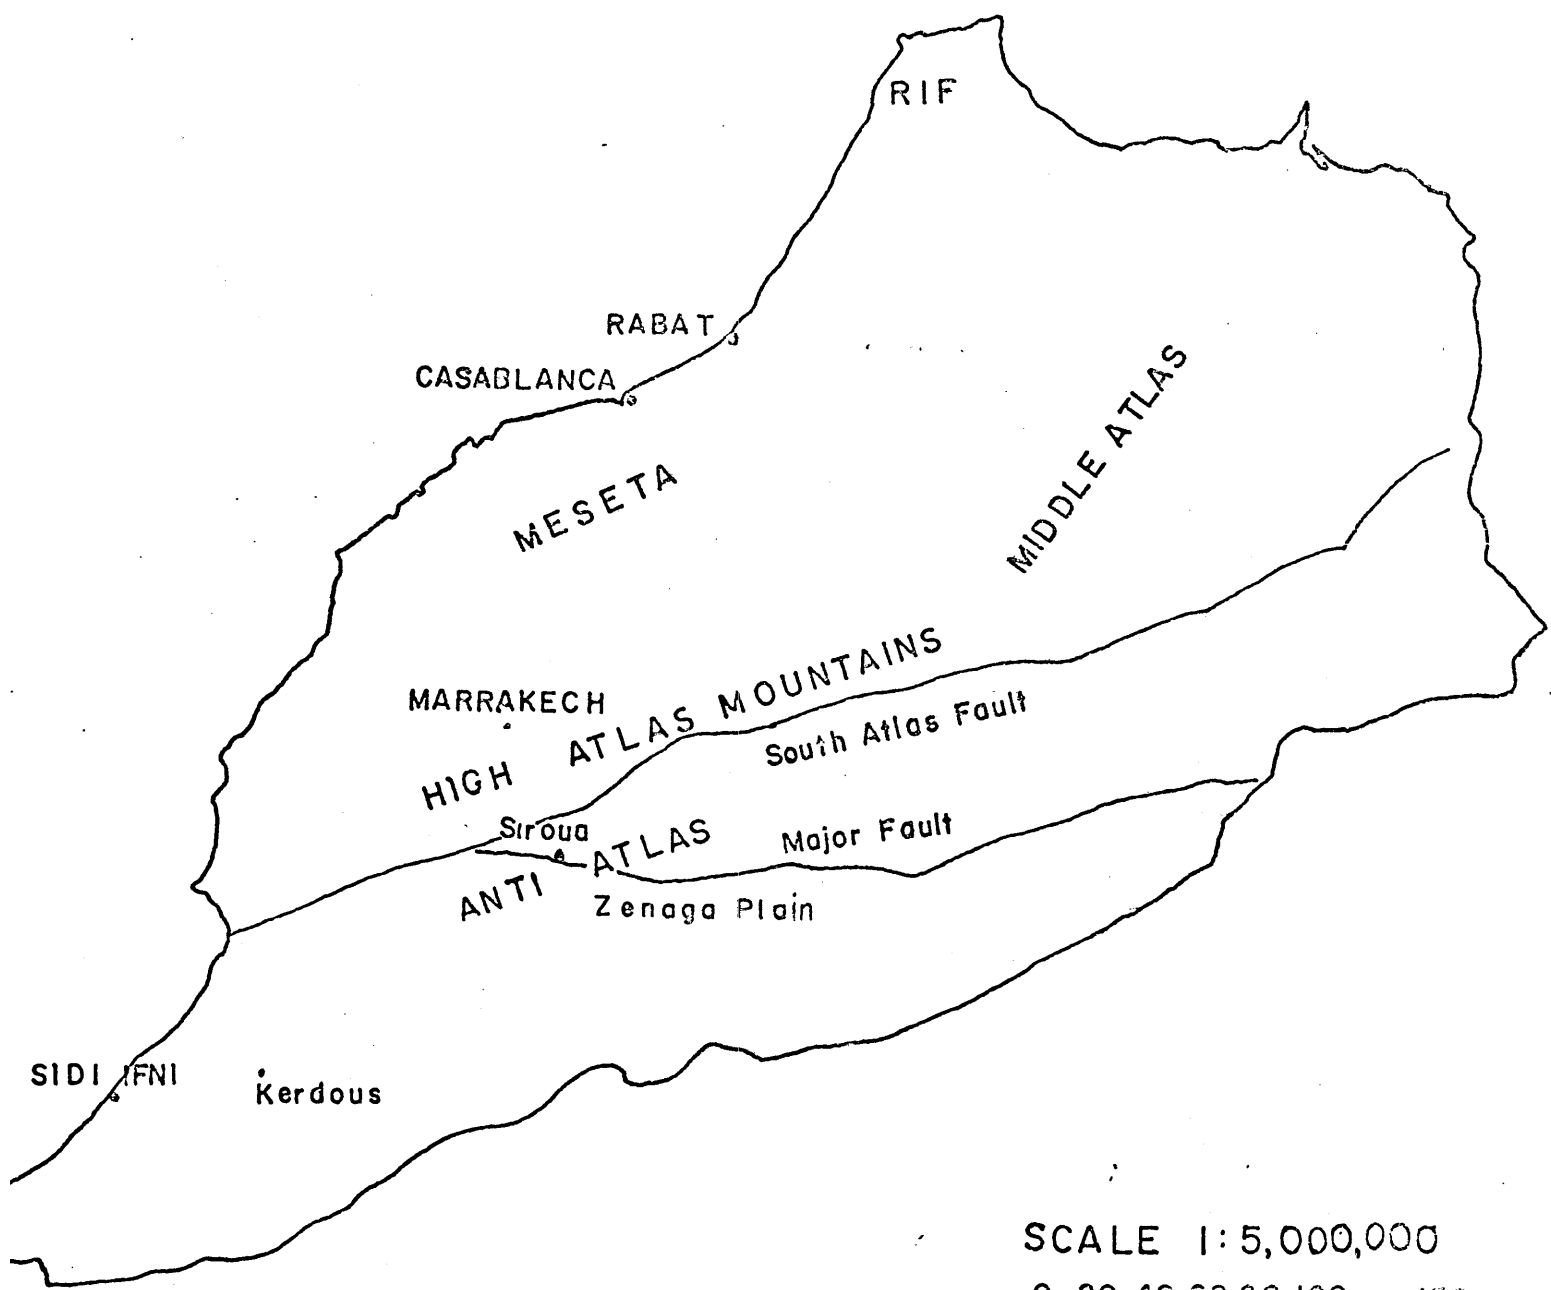 RIF
RABAT
CASABLANCA
MESETA
MIDDLE ATLAS
MARRAKECH
HIGH ATLAS MOUNTAINS
South Atlas Fault
Siroua
ANTI ATLAS
Major Fault
Zenaga Plain
SIDI IFNI
Kerdous
SCALE 1:5,000,000